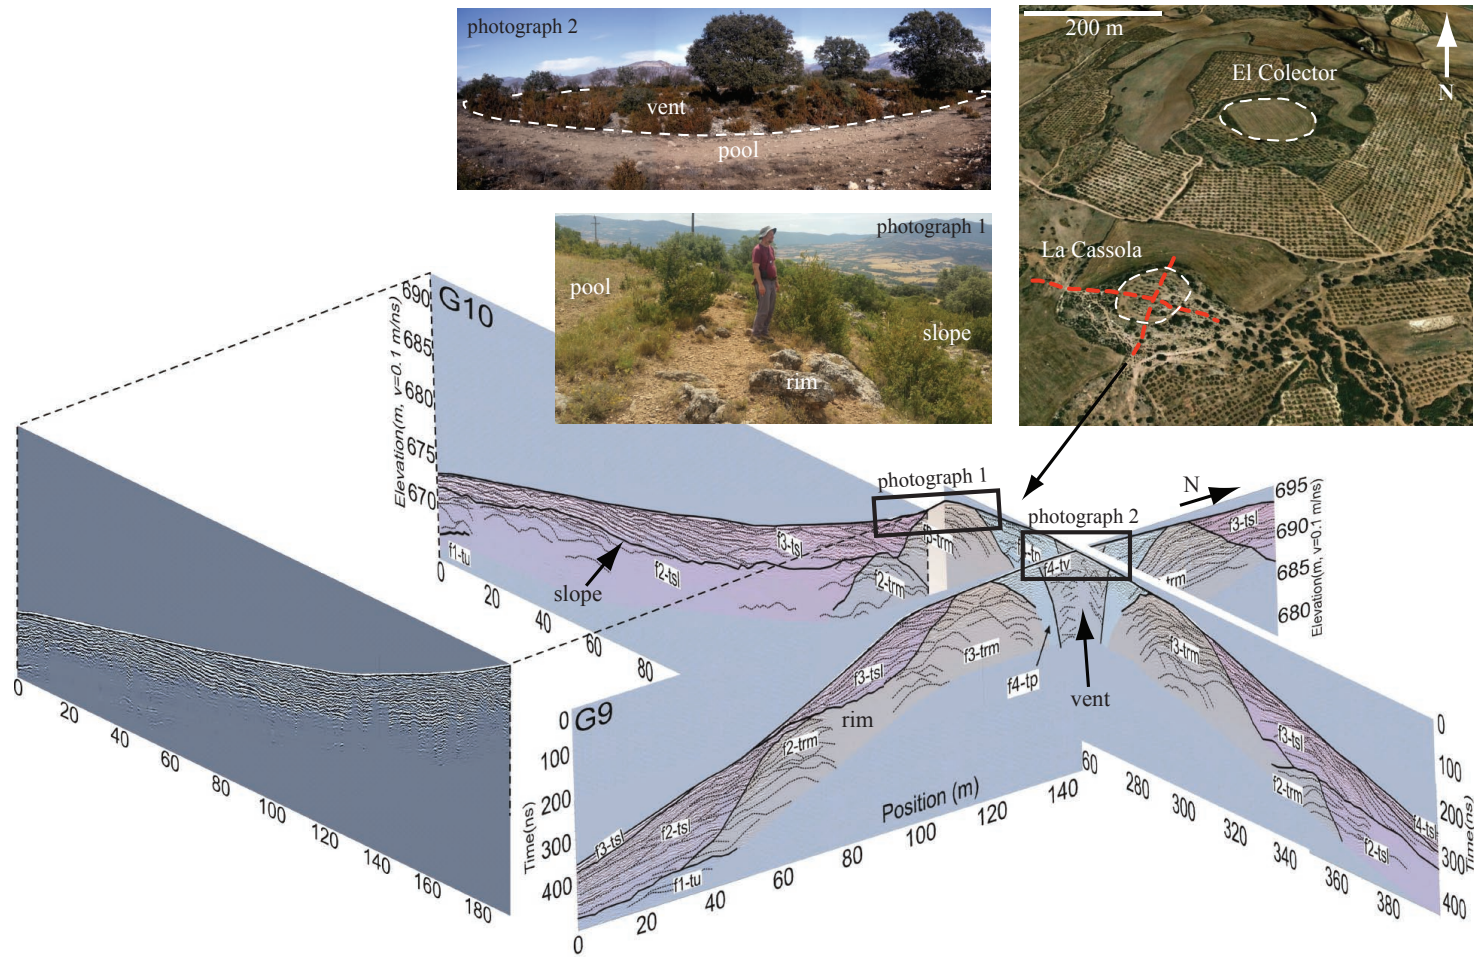 photograph 2
vent
pool
200 m
El Colector
N
La Cassola
photograph 1
pool
slope
rim
G10
690
685
680
675
670
Elevation(m, v=0.1 m/ns)
photograph 1
N
photograph 2
695
690
685
680
Elevation(m, v=0.1 m/ns)
f3-tsl
f3-tsl
f4-tv
f1-tu
f2-tsl
f2-trm
slope
0
20
40
60
80
f3-trm
f3-trm
f3-tsl
f4-tp
vent
rim
f2-trm
f3-tsl
f2-trm
G9
0
100
200
300
400
Time(ns)
f3-tsl
f2-tsl
f1-tu
Position (m)
0
20
40
60
80
100
120
140
60
280
300
320
340
360
380
f4-tsl
f2-tsl
0
100
200
300
400
Time(ns)
0
20
40
60
80
100
120
140
160
180